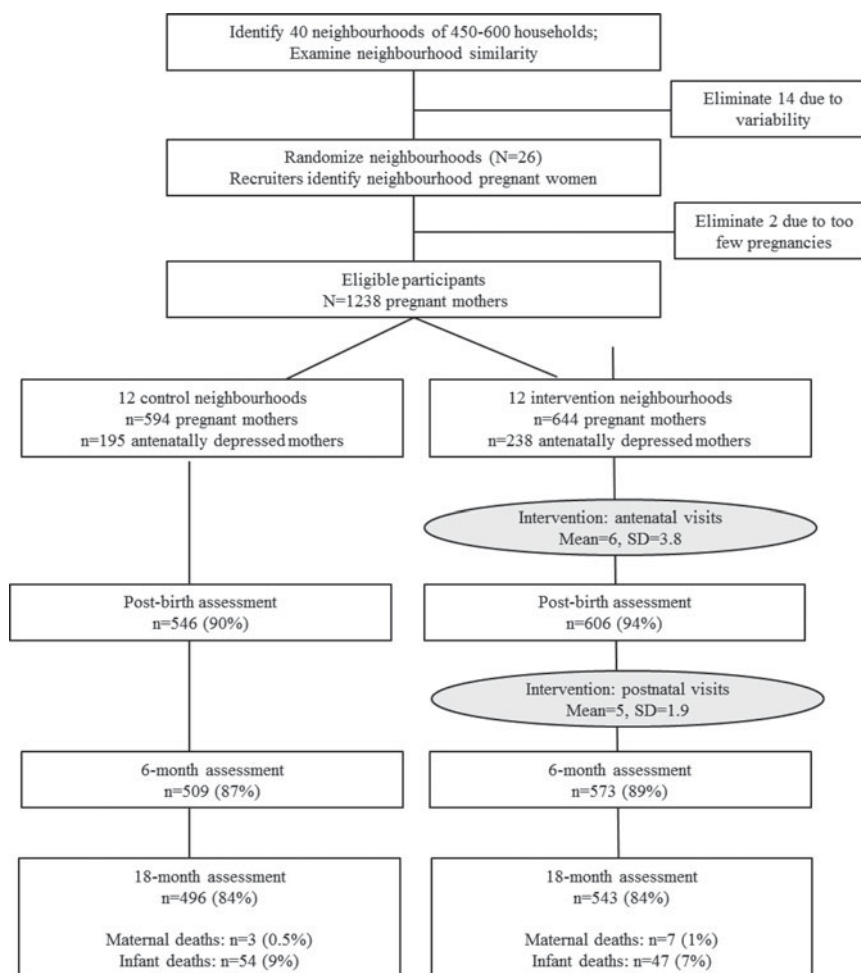 Identify 40 neighbourhoods of 450-600 households;
Examine neighbourhood similarity
Eliminate 14 due to
variability
Randomize neighbourhoods (N=26)
Recruiters identify neighbourhood pregnant women
Eliminate 2 due to too
few pregnancies
Eligible participants
N=1238 pregnant mothers
12 control neighbourhoods
n=594 pregnant mothers
n=195 antenatally depressed mothers
12 intervention neighbourhoods
n=644 pregnant mothers
n=238 antenatally depressed mothers
Intervention: antenatal visits
Mean=6, SD=3.8
Post-birth assessment
n=546 (90%)
Post-birth assessment
n=606 (94%)
Intervention: postnatal visits
Mean=5, SD=1.9
6-month assessment
n=509 (87%)
6-month assessment
n=573 (89%)
18-month assessment
n=496 (84%)
Maternal deaths: n=3 (0.5%)
Infant deaths: n=54 (9%)
18-month assessment
n=543 (84%)
Maternal deaths: n=7 (1%)
Infant deaths: n=47 (7%)